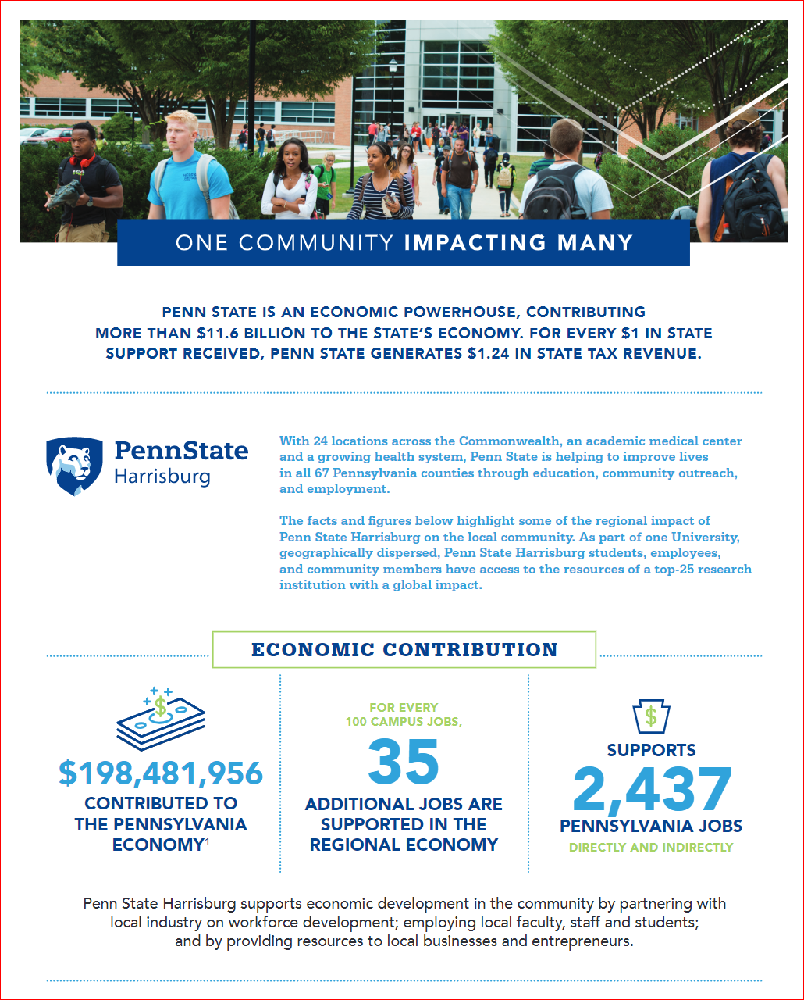 ONE COMMUNITY IMPACTING MANY
PENN STATE IS AN ECONOMIC POWERHOUSE, CONTRIBUTING
MORE THAN $11.6 BILLION TO THE STATE'S ECONOMY. FOR EVERY $1 IN STATE
SUPPORT RECEIVED, PENN STATE GENERATES $1.24 IN STATE TAX REVENUE.
PennState
Harrisburg
With 24 locations across the Commonwealth, an academic medical center
and a growing health system, Penn State is helping to improve lives
in all 67 Pennsylvania counties through education, community outreach,
and employment.
The facts and figures below highlight some of the regional impact of
Penn State Harrisburg on the local community. As part of one University,
geographically dispersed, Penn State Harrisburg students, employees,
and community members have access to the resources of a top-25 research
institution with a global impact.
ECONOMIC CONTRIBUTION
$
$198,481,956
CONTRIBUTED TO
THE PENNSYLVANIA
ECONOMY¹
FOR EVERY
100 CAMPUS JOBS,
35
ADDITIONAL JOBS ARE
SUPPORTED IN THE
REGIONAL ECONOMY
$
SUPPORTS
2,437
PENNSYLVANIA JOBS
DIRECTLY AND INDIRECTLY
Penn State Harrisburg supports economic development in the community by partnering with
local industry on workforce development; employing local faculty, staff and students;
and by providing resources to local businesses and entrepreneurs.